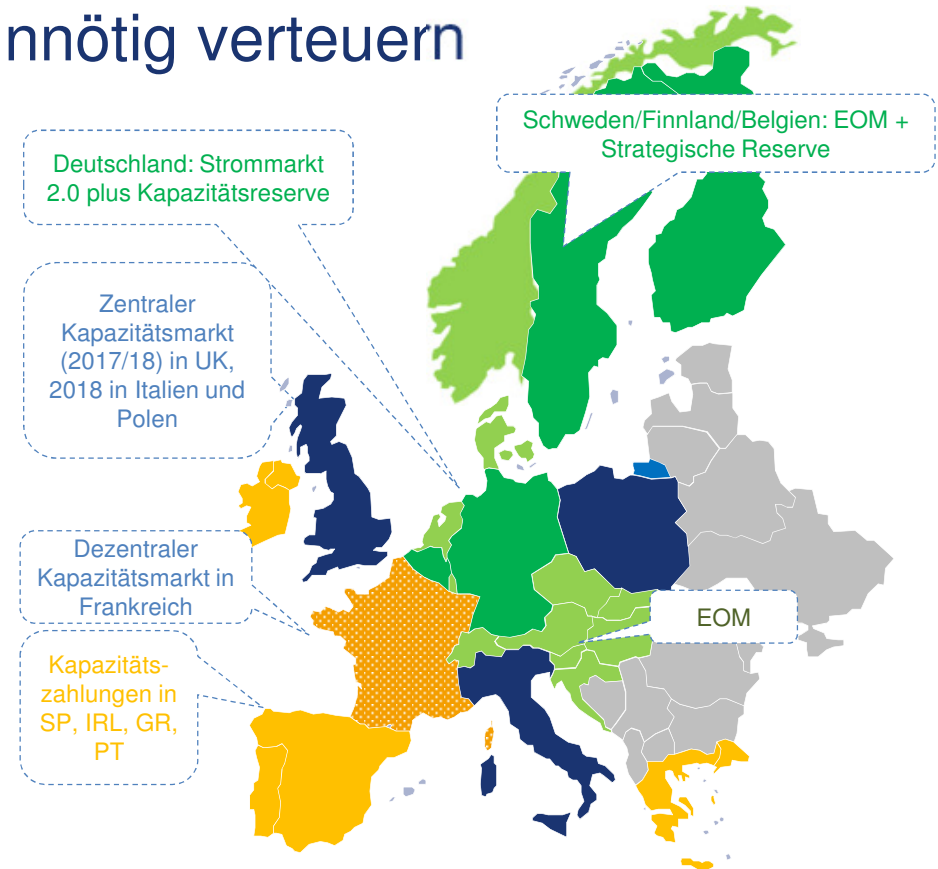 nnötig verteuern
Schweden/Finnland/Belgien: EOM +
Strategische Reserve
Deutschland: Strommarkt
2.0 plus Kapazitätsreserve
Zentraler
Kapazitätsmarkt
(2017/18) in UK,
2018 in Italien und
Polen
Dezentraler
Kapazitätsmarkt in
Frankreich
EOM
Kapazitäts-
zahlungen in
SP, IRL, GR,
PT